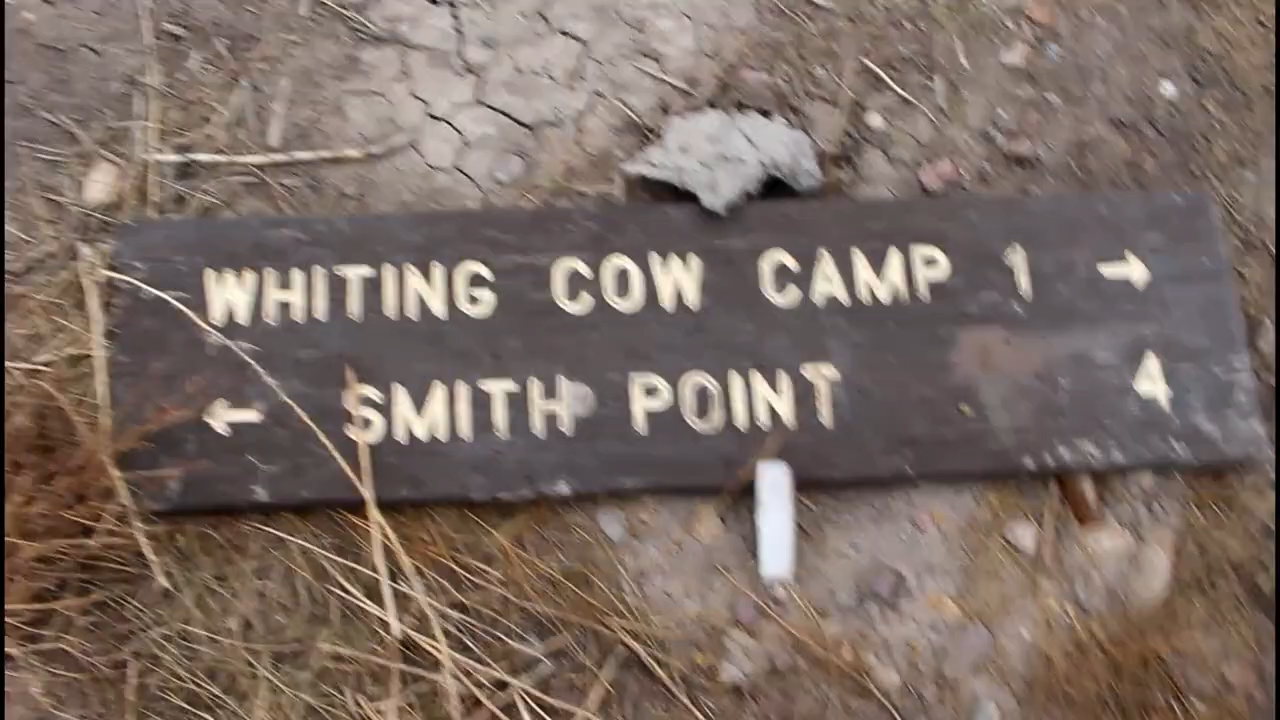 WHITING COW CAMP 1 →
← SMITH POINT 4